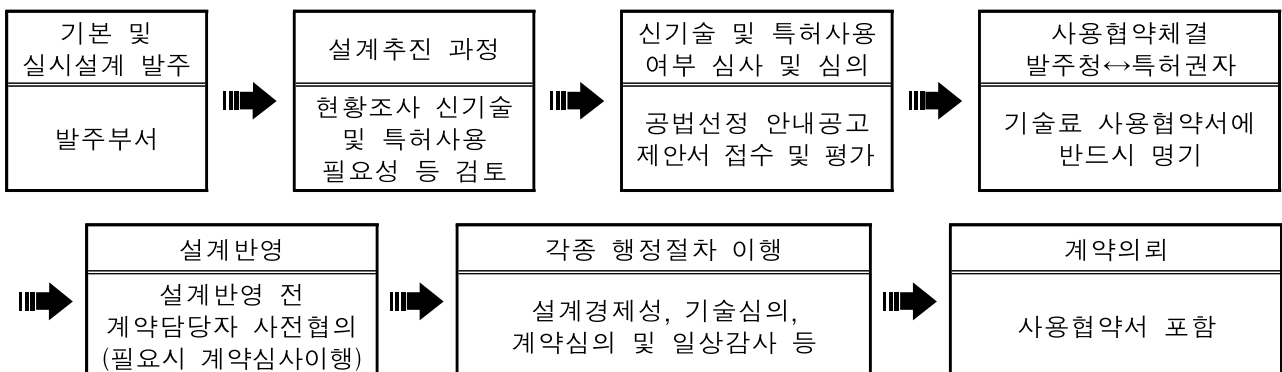 기본 및
실시설계 발주
발주부서
설계추진 과정
현황조사 신기술
및 특허사용
필요성 등 검토
신기술 및 특허사용
여부 심사 및 심의
공법선정 안내공고
제안서 접수 및 평가
사용협약체결
발주청↔특허권자
기술료 사용협약서에
반드시 명기
설계반영
설계반영 전
계약담당자 사전협의
(필요시 계약심사이행)
각종 행정절차 이행
설계경제성, 기술심의,
계약심의 및 일상감사 등
계약의뢰
사용협약서 포함